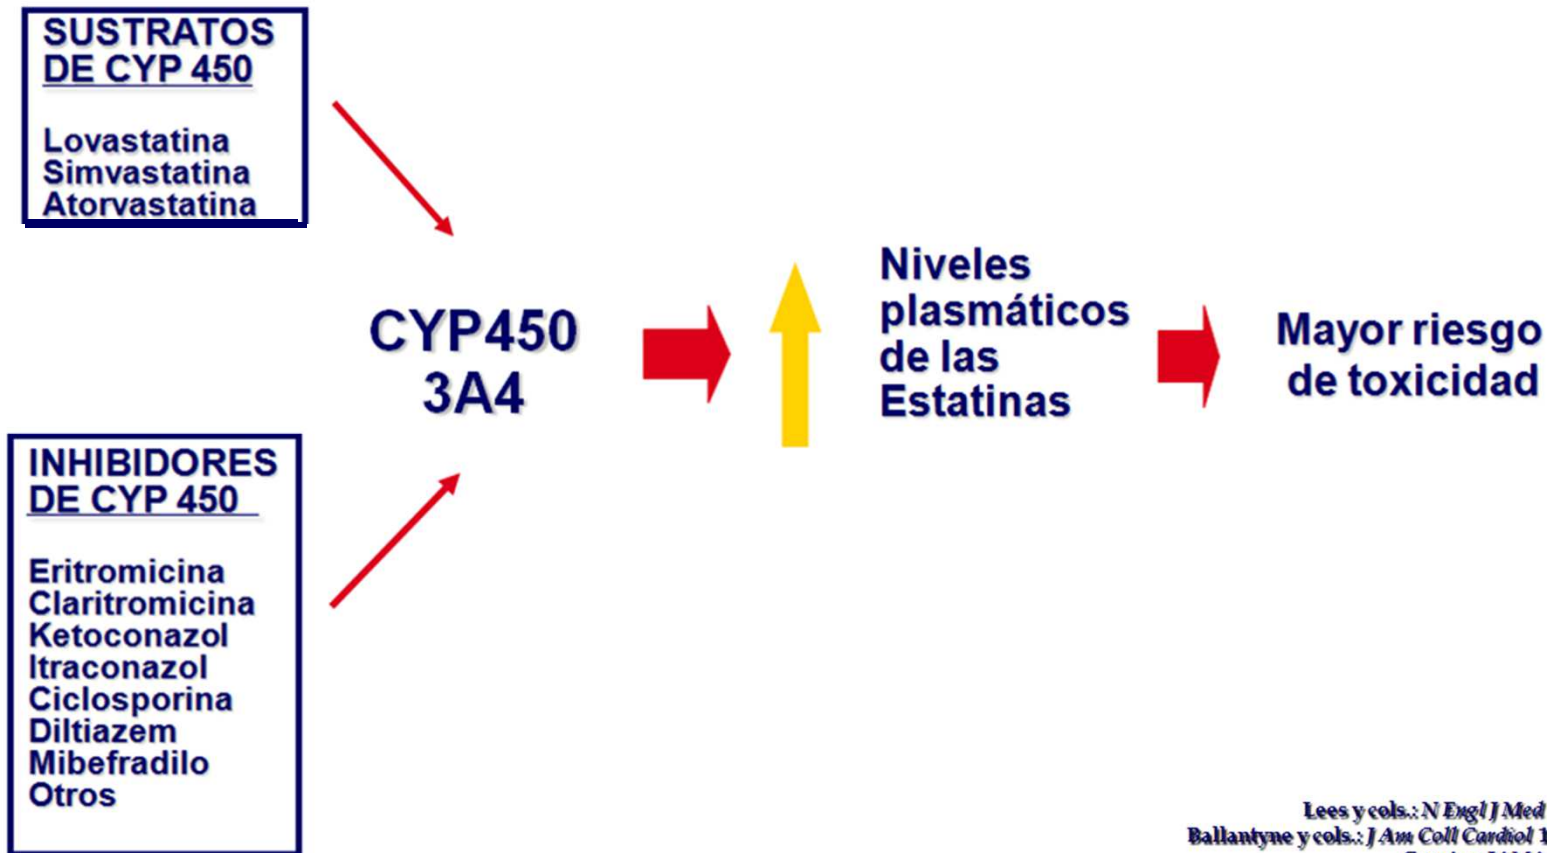 SUSTRATOS
DE CYP 450
Lovastatina
Simvastatina
Atorvastatina
CYP450
3A4
Niveles
plasmáticos
de las
Estatinas
Mayor riesgo
de toxicidad
INHIBIDORES
DE CYP 450
Eritromicina
Claritromicina
Ketoconazol
Itraconazol
Ciclosporina
Diltiazem
Mibefradilo
Otros
Lees y cols.: N Engl J Med
Ballantyne y cols.: J Am Coll Cardiol 1